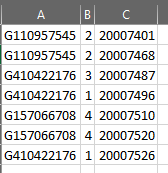 A B C
G110957545 2 20007401
G110957545 2 20007468
G410422176 3 20007487
G410422176 1 20007496
G157066708 4 20007510
G157066708 4 20007520
G410422176 1 20007526